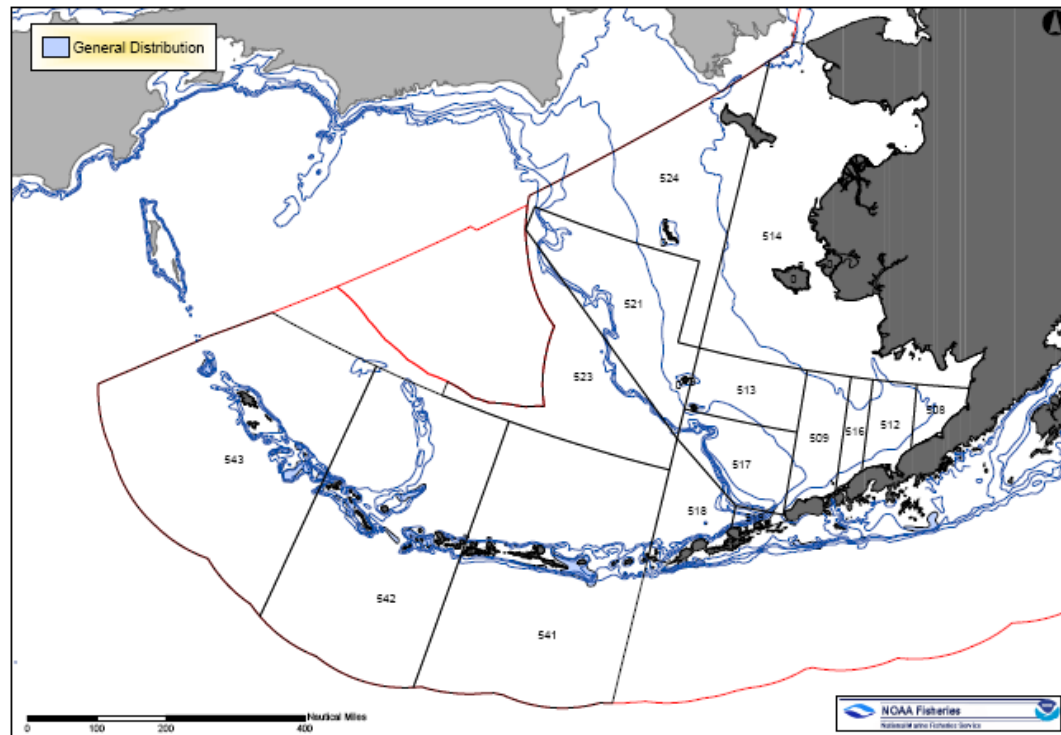 General Distribution
524
514
521
523
513
508
509
516
512
517
543
518
542
541
Nautical Miles
0 100 200 400
NOAA Fisheries
National Marine Fisheries Service